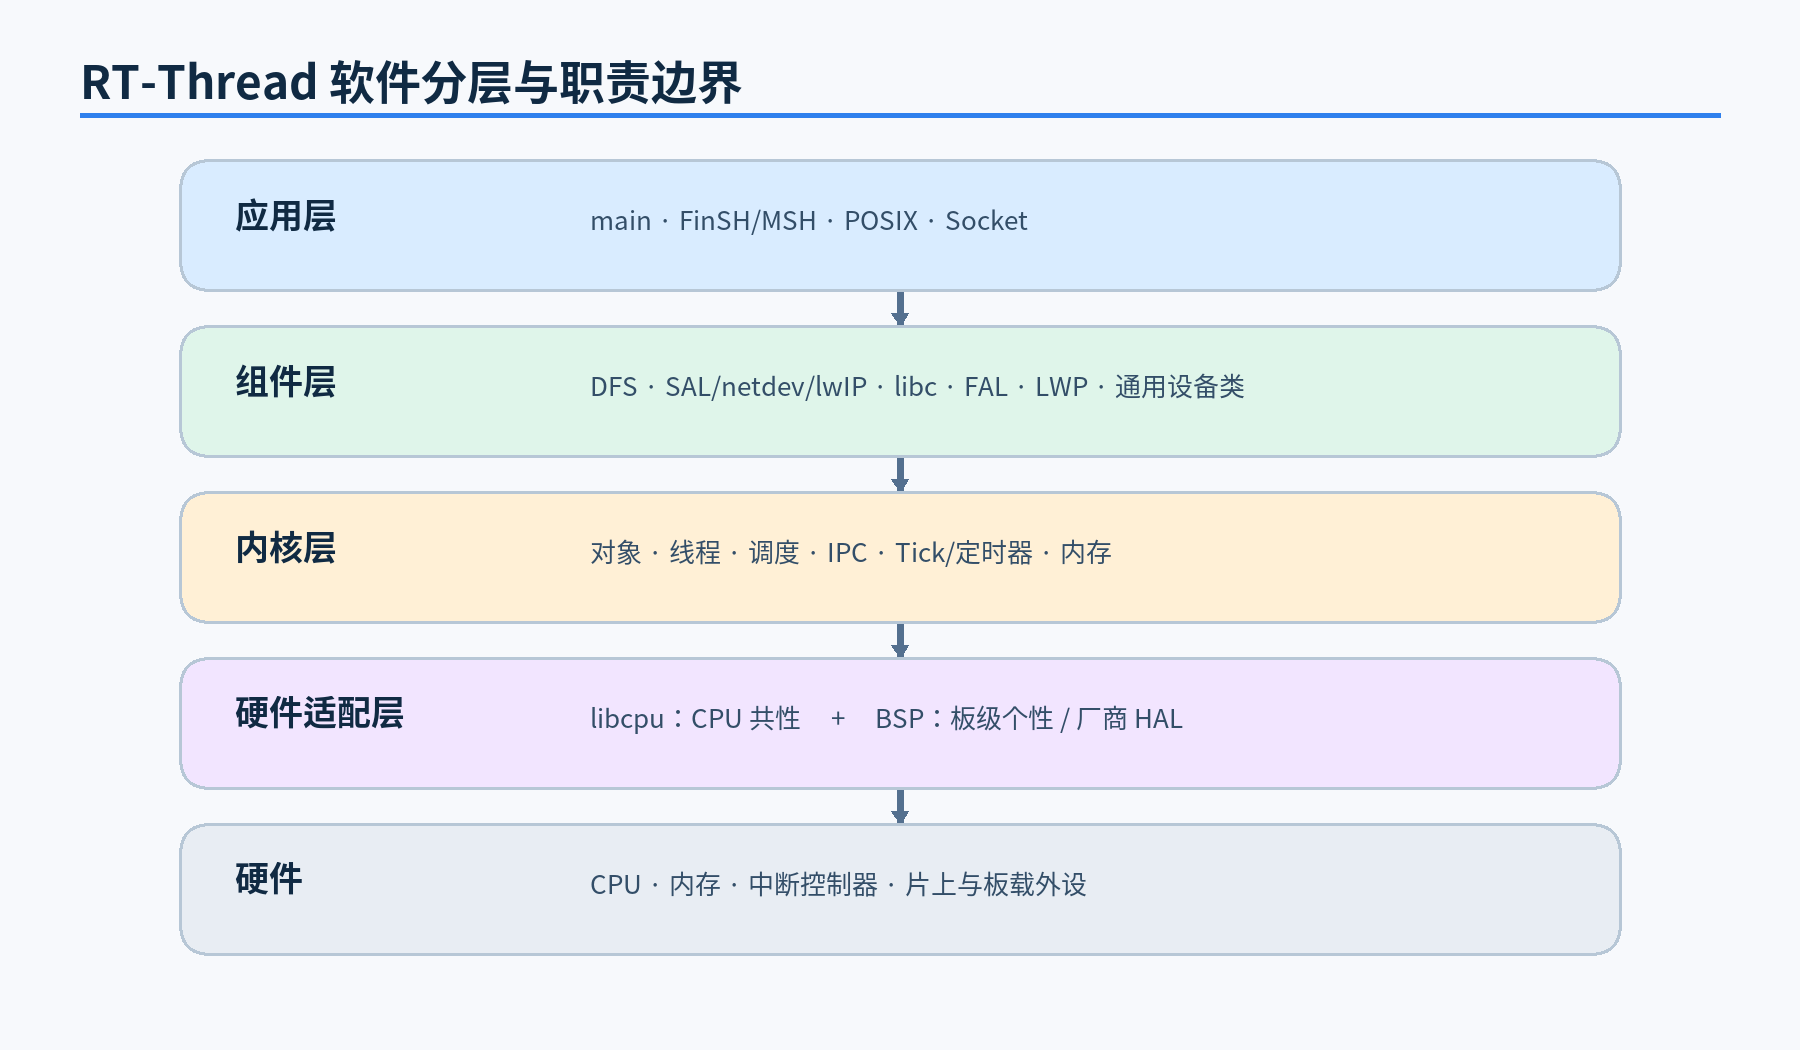 RT-Thread 软件分层与职责边界
应用层
main · FinSH/MSH · POSIX · Socket
组件层
DFS · SAL/netdev/lwIP · libc · FAL · LWP · 通用设备类
内核层
对象 · 线程 · 调度 · IPC · Tick/定时器 · 内存
硬件适配层
libcpu：CPU 共性　+　BSP：板级个性 / 厂商 HAL
硬件
CPU · 内存 · 中断控制器 · 片上与板载外设